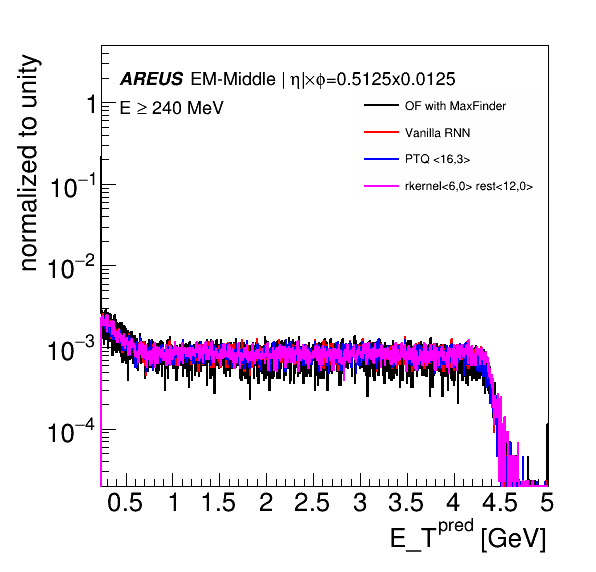 normalized to unity
AREUS EM-Middle | η|×ϕ=0.5125x0.0125
E ≥ 240 MeV
OF with MaxFinder
Vanilla RNN
PTQ <16,3>
rkernel<6,0> rest<12,0>
1
10⁻¹
10⁻²
10⁻³
10⁻⁴
0.5 1 1.5 2 2.5 3 3.5 4 4.5 5
E_T^pred [GeV]